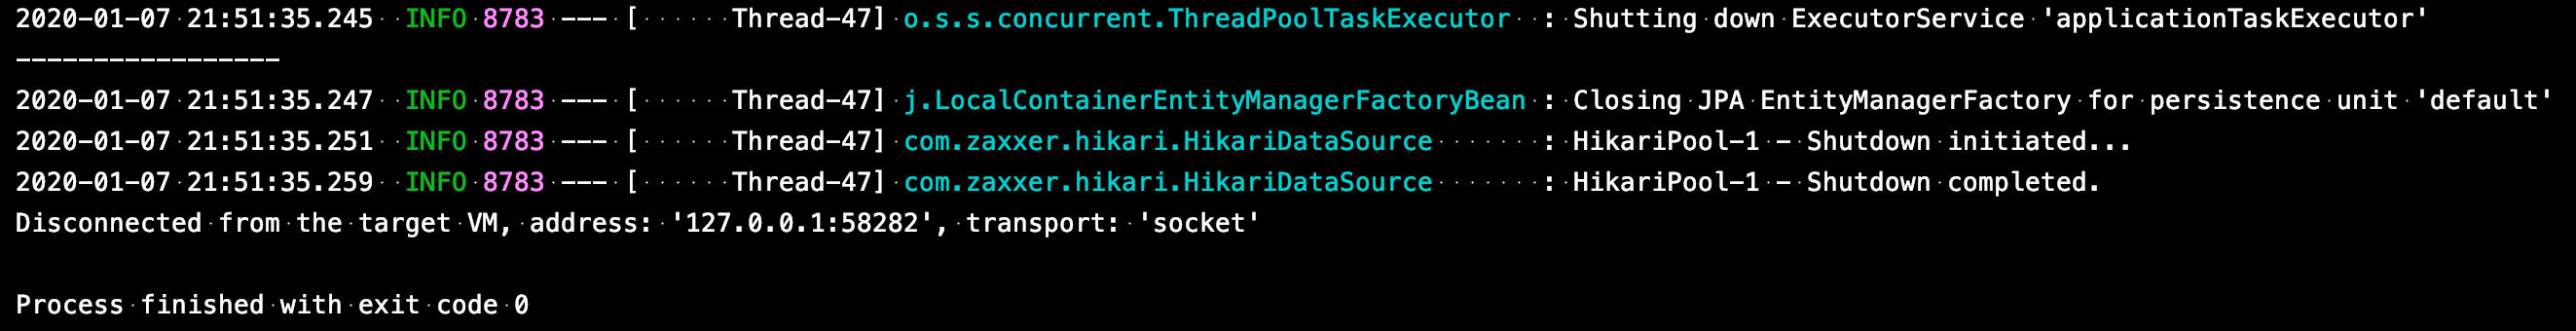 2020-01-07 21:51:35.245  INFO 8783 --- [      Thread-47] o.s.s.concurrent.ThreadPoolTaskExecutor  : Shutting down ExecutorService 'applicationTaskExecutor'
-----------------
2020-01-07 21:51:35.247  INFO 8783 --- [      Thread-47] j.LocalContainerEntityManagerFactoryBean : Closing JPA EntityManagerFactory for persistence unit 'default'
2020-01-07 21:51:35.251  INFO 8783 --- [      Thread-47] com.zaxxer.hikari.HikariDataSource       : HikariPool-1 - Shutdown initiated...
2020-01-07 21:51:35.259  INFO 8783 --- [      Thread-47] com.zaxxer.hikari.HikariDataSource       : HikariPool-1 - Shutdown completed.
Disconnected from the target VM, address: '127.0.0.1:58282', transport: 'socket'
Process finished with exit code 0